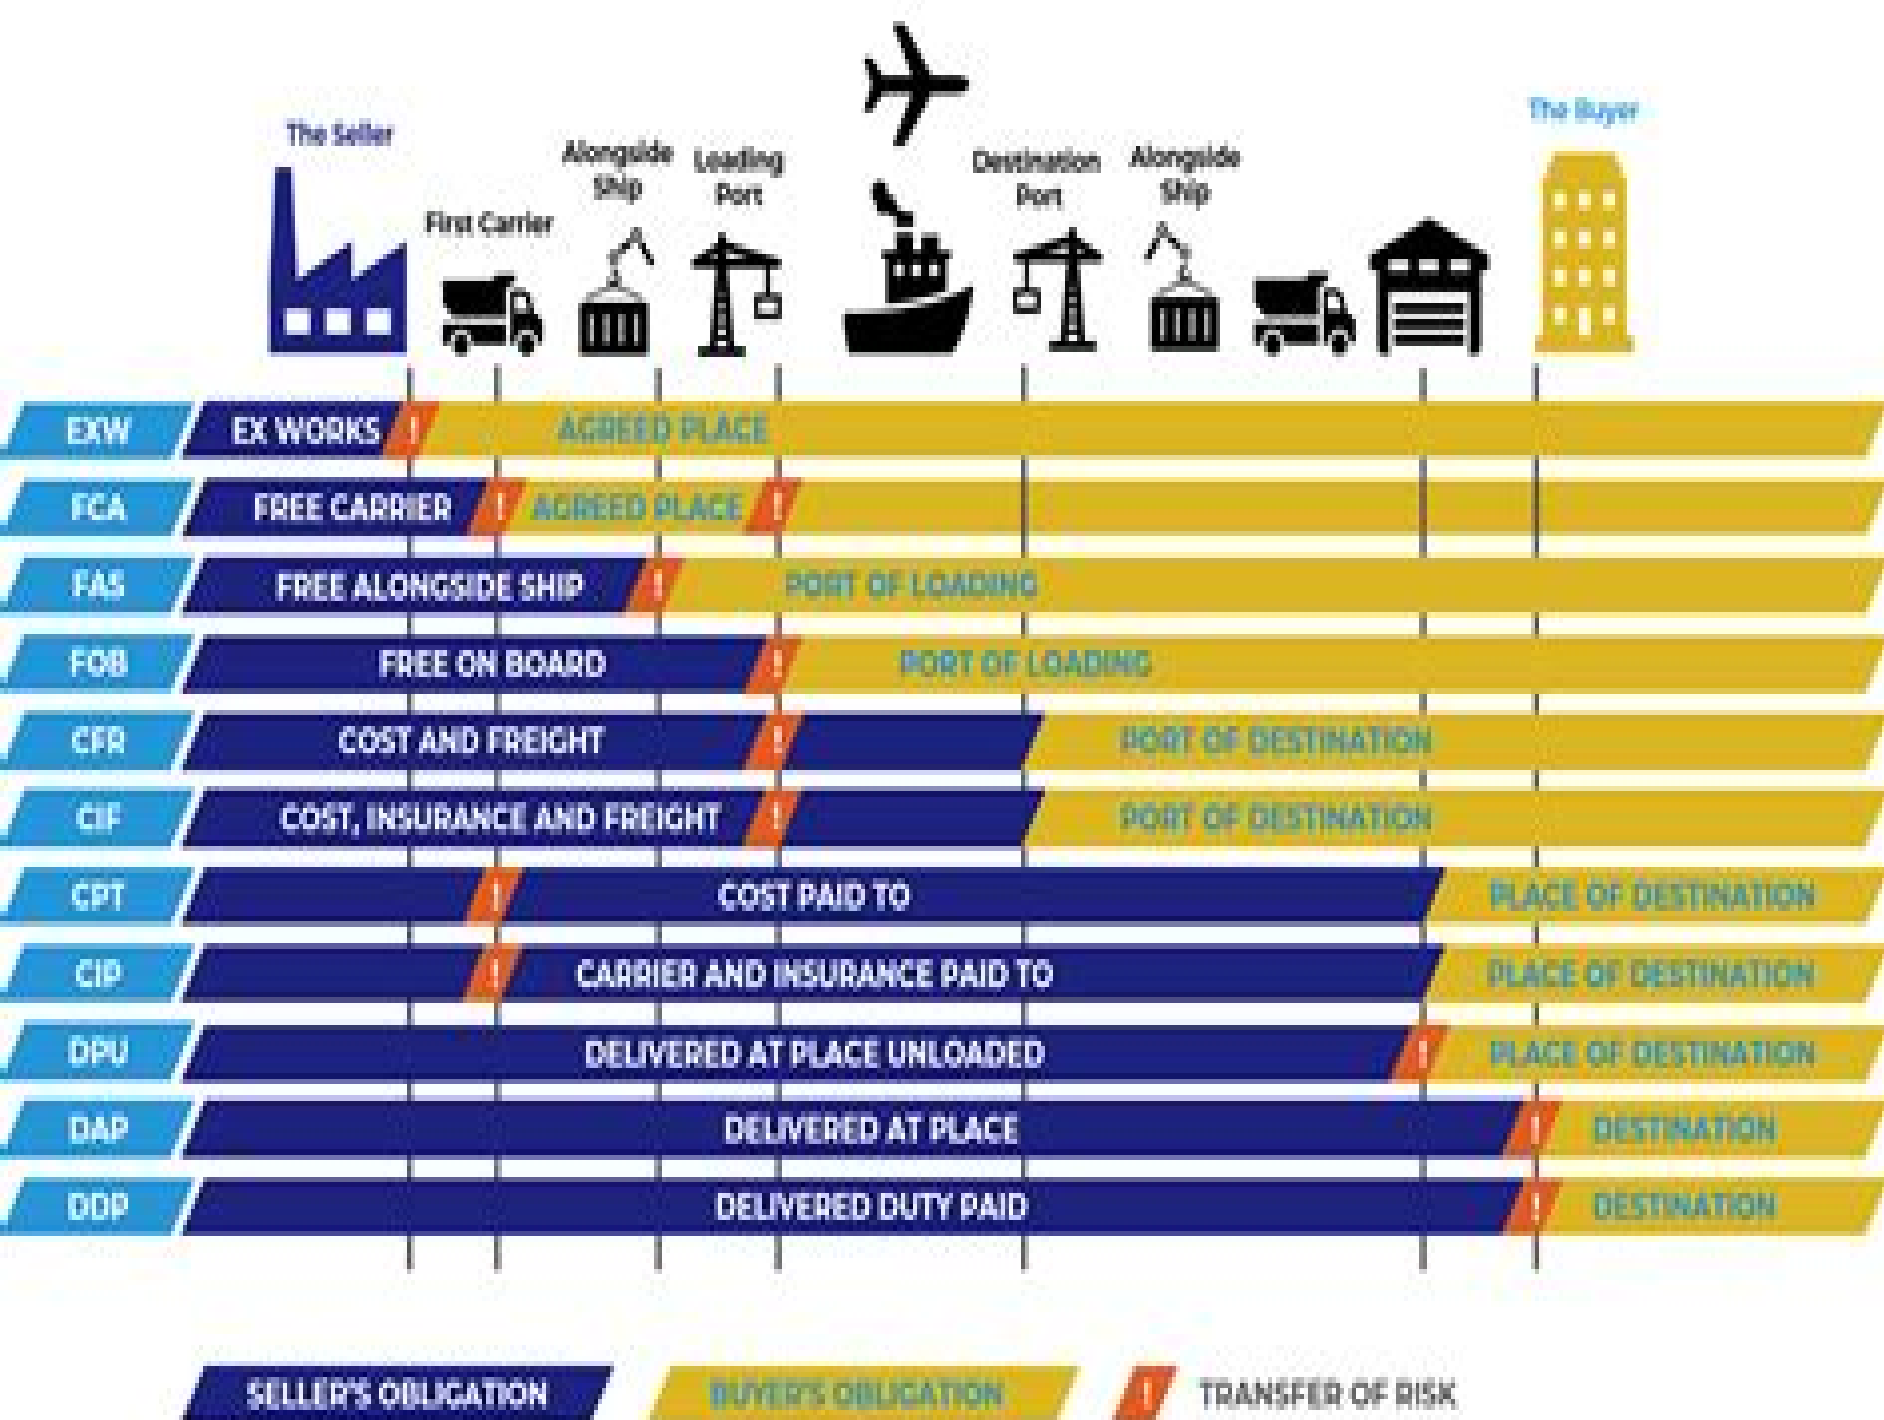 The Seller
The Buyer
First Carrier
Alongside
Ship
Loading
Port
Destination
Port
Alongside
Ship
EXW EX WORKS ! AGREED PLACE
FCA FREE CARRIER ! AGREED PLACE !
FAS FREE ALONGSIDE SHIP ! PORT OF LOADING
FOB FREE ON BOARD ! PORT OF LOADING
CFR COST AND FREIGHT ! PORT OF DESTINATION
CIF COST, INSURANCE AND FREIGHT ! PORT OF DESTINATION
CPT ! COST PAID TO PLACE OF DESTINATION
CIP ! CARRIER AND INSURANCE PAID TO PLACE OF DESTINATION
DPU DELIVERED AT PLACE UNLOADED ! PLACE OF DESTINATION
DAP DELIVERED AT PLACE ! DESTINATION
DDP DELIVERED DUTY PAID ! DESTINATION
SELLER'S OBLIGATION BUYER'S OBLIGATION ! TRANSFER OF RISK